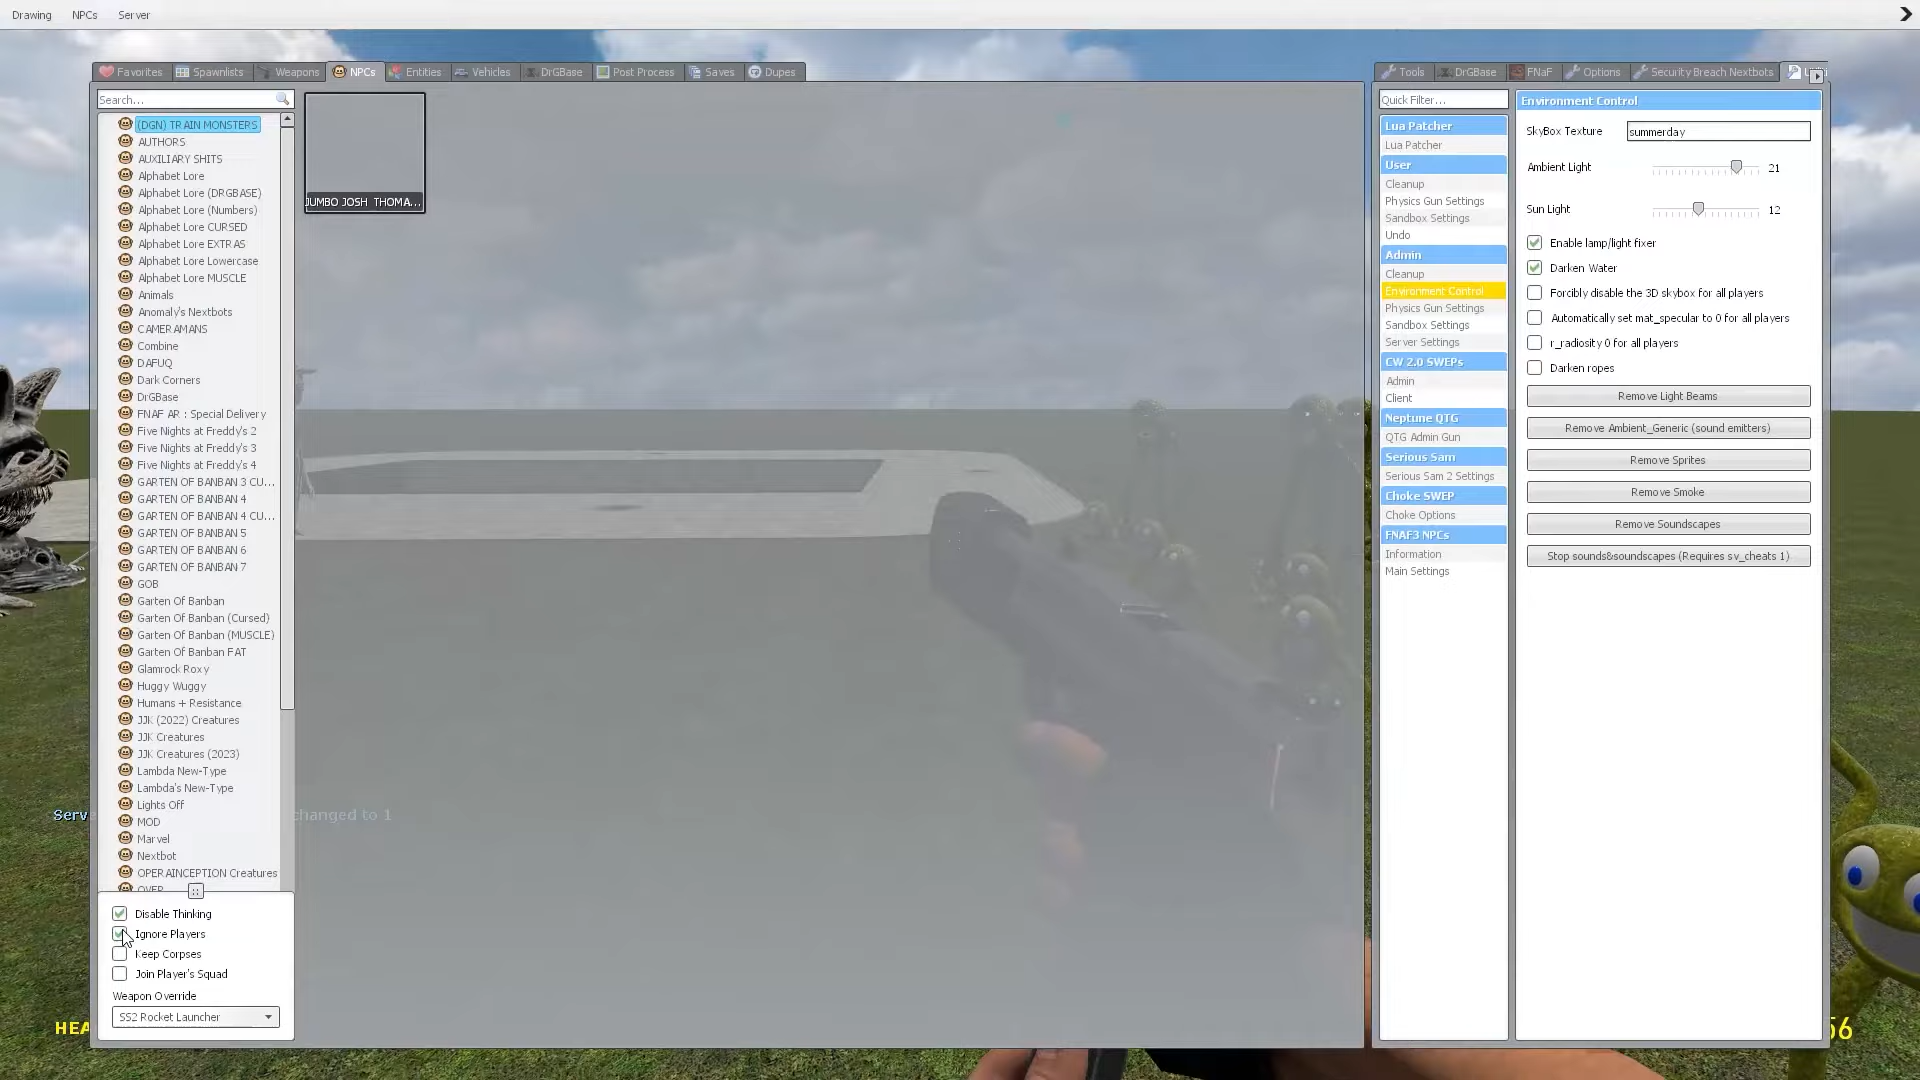 Drawing NPCs Server
Favorites Spawnlists Weapons NPCs Entities Vehicles DrGBase Post Process Saves Dupes
Search...
(DGN) TRAIN MONSTERS
AUTHORS
AUXILIARY SHITS
Alphabet Lore
Alphabet Lore (DRGBASE)
Alphabet Lore (Numbers)
Alphabet Lore CURSED
Alphabet Lore EXTRAS
Alphabet Lore Lowercase
Alphabet Lore MUSCLE
Animals
Anomaly's Nextbots
CAMERAMANS
Combine
DAFUQ
Dark Corners
DrGBase
FNAF AR : Special Delivery
Five Nights at Freddy's 2
Five Nights at Freddy's 3
Five Nights at Freddy's 4
GARTEN OF BANBAN 3 CU...
GARTEN OF BANBAN 4
GARTEN OF BANBAN 4 CU...
GARTEN OF BANBAN 5
GARTEN OF BANBAN 6
GARTEN OF BANBAN 7
GOB
Garten Of Banban
Garten Of Banban (Cursed)
Garten Of Banban (MUSCLE)
Garten Of Banban FAT
Glamrock Roxy
Huggy Wuggy
Humans + Resistance
JJK (2022) Creatures
JJK Creatures
JJK Creatures (2023)
Lambda New-Type
Lambda's New-Type
Lights Off
MOD
Marvel
Nextbot
OPERAINCEPTION Creatures
OVER
Disable Thinking
Ignore Players
Keep Corpses
Join Player's Squad
Weapon Override
SS2 Rocket Launcher
JUMBO JOSH THOMA...
Serv
changed to 1
HEA
56
Tools DrGBase FNaF Options Security Breach Nextbots
Quick Filter...
Lua Patcher
Lua Patcher
User
Cleanup
Physics Gun Settings
Sandbox Settings
Undo
Admin
Cleanup
Environment Control
Physics Gun Settings
Sandbox Settings
Server Settings
CW 2.0 SWEPs
Admin
Client
Neptune QTG
QTG Admin Gun
Serious Sam
Serious Sam 2 Settings
Choke SWEP
Choke Options
FNAF3 NPCs
Information
Main Settings
Environment Control
SkyBox Texture summerday
Ambient Light 21
Sun Light 12
Enable lamp/light fixer
Darken Water
Forcibly disable the 3D skybox for all players
Automatically set mat_specular to 0 for all players
r_radiosity 0 for all players
Darken ropes
Remove Light Beams
Remove Ambient_Generic (sound emitters)
Remove Sprites
Remove Smoke
Remove Soundscapes
Stop sounds&soundscapes (Requires sv_cheats 1)